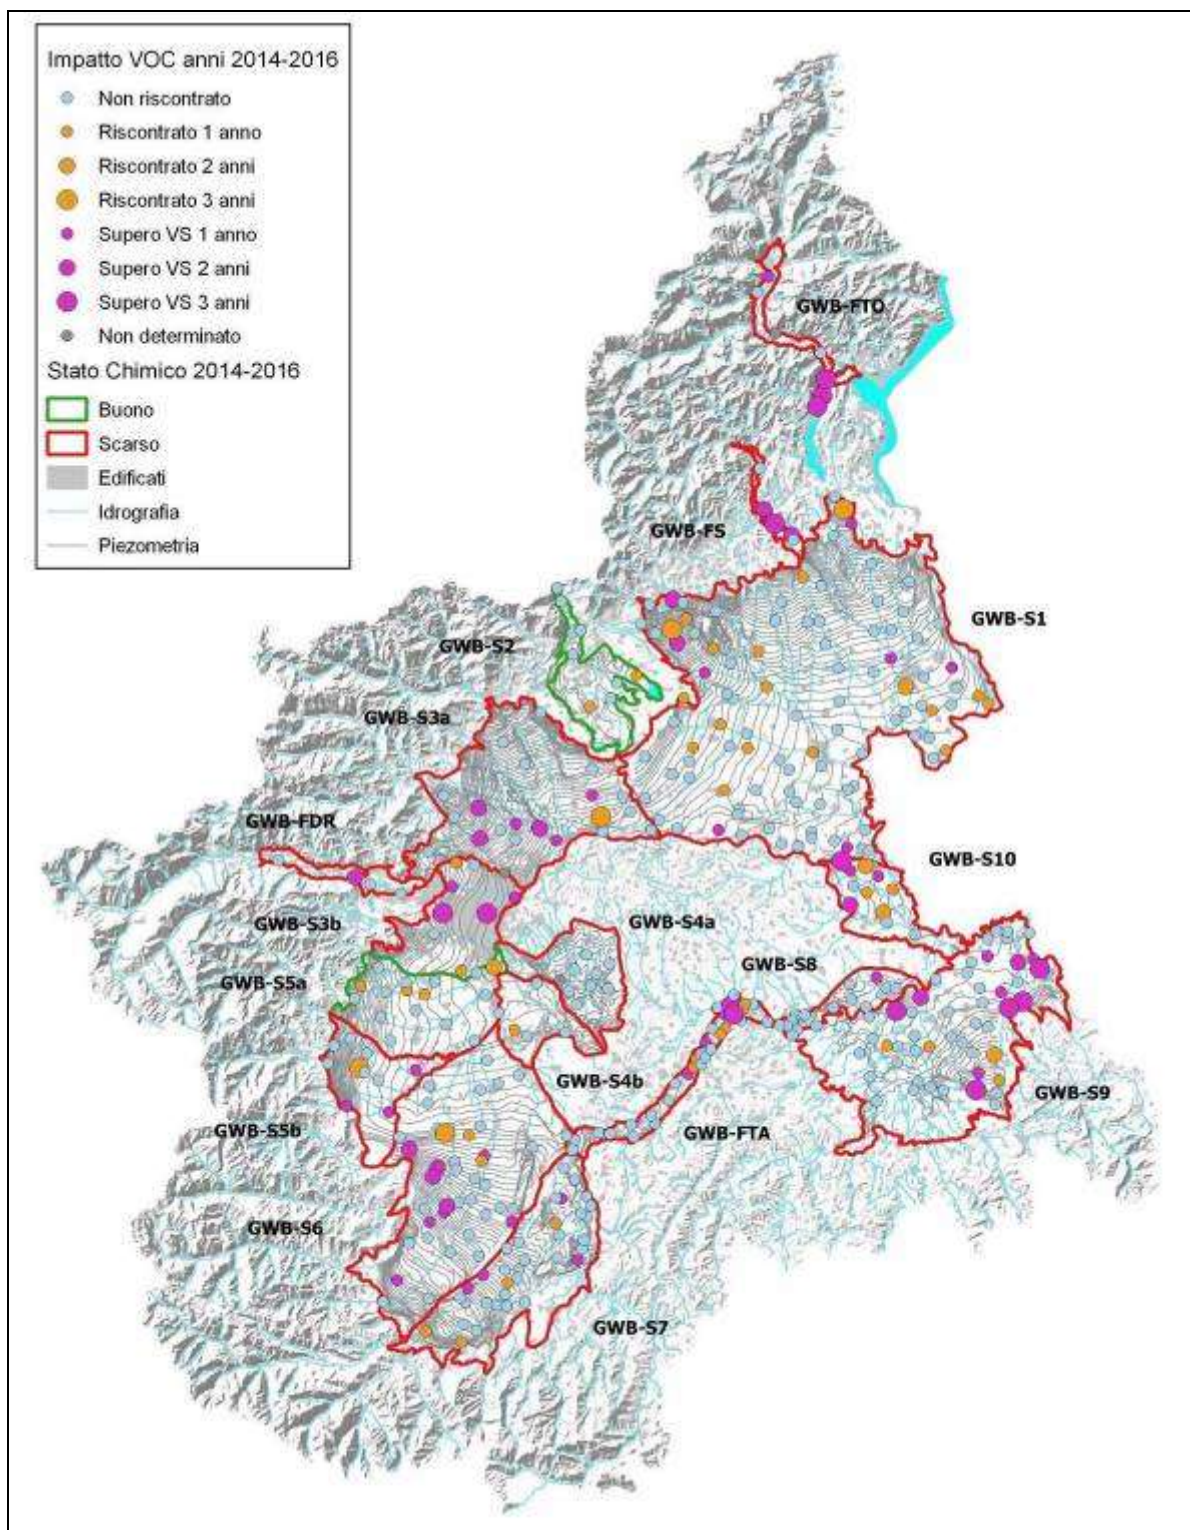 Impatto VOC anni 2014-2016
Non riscontrato
Riscontrato 1 anno
Riscontrato 2 anni
Riscontrato 3 anni
Supero VS 1 anno
Supero VS 2 anni
Supero VS 3 anni
Non determinato
Stato Chimico 2014-2016
Buono
Scarso
Edificati
Idrografia
Piezometria
GWB-FTO
GWB-FS
GWB-S1
GWB-S2
GWB-S3a
GWB-FDR
GWB-S10
GWB-S3b
GWB-S4a
GWB-S8
GWB-S5a
GWB-S4b
GWB-S9
GWB-S5b
GWB-FTA
GWB-S6
GWB-S7